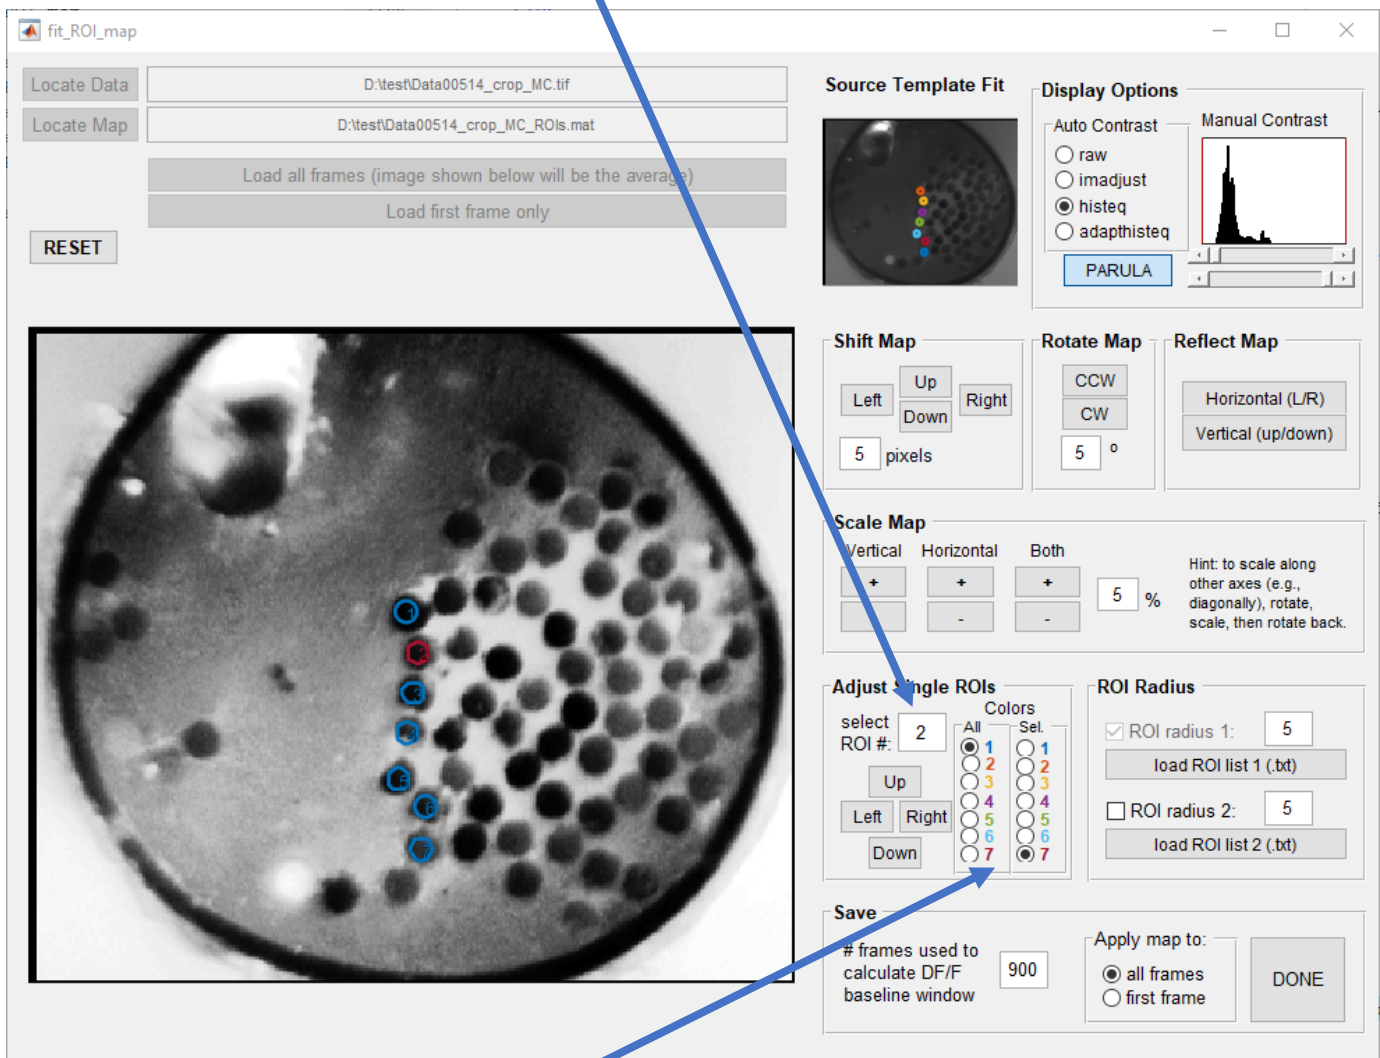 fit_ROI_map
Locate Data
D:\test\Data00514_crop_MC.tif
Locate Map
D:\test\Data00514_crop_MC_ROIs.mat
Load all frames (image shown below will be the average)
Load first frame only
RESET
Source Template Fit
Display Options
Auto Contrast
raw
imadjust
histeq
adapthisteq
PARULA
Manual Contrast
Shift Map
Up
Left
Right
Down
5 pixels
Rotate Map
CCW
CW
5 o
Reflect Map
Horizontal (L/R)
Vertical (up/down)
Scale Map
Vertical Horizontal Both
+ + +
- -
5 %
Hint: to scale along
other axes (e.g.,
diagonally), rotate,
scale, then rotate back.
1
2
3
4
5
6
7
Adjust Single ROIs
select
ROI #:
2
Up
Left Right
Down
Colors
All Sel.
1 1
2 2
3 3
4 4
5 5
6 6
7 7
ROI Radius
ROI radius 1: 5
load ROI list 1 (.txt)
ROI radius 2: 5
load ROI list 2 (.txt)
Save
# frames used to
calculate DF/F
baseline window
900
Apply map to:
all frames
first frame
DONE